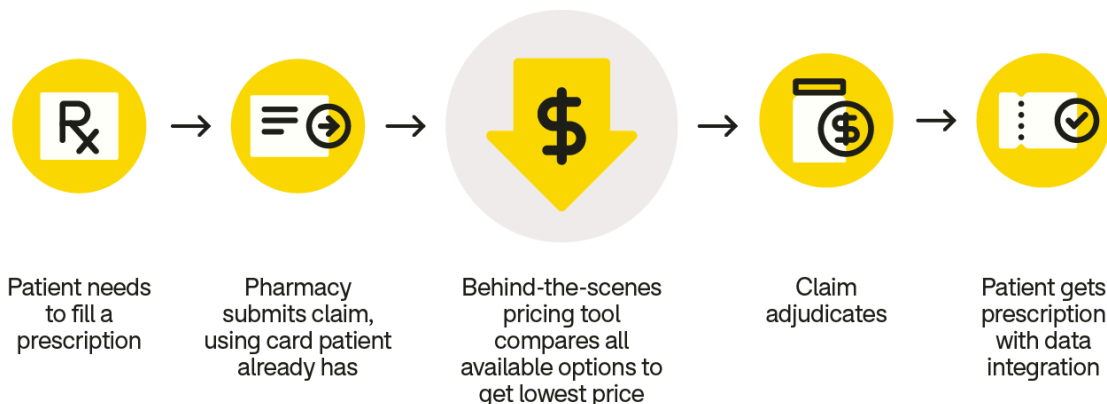 Rx
$
$
Patient needs
to fill a
prescription
Pharmacy
submits claim,
using card patient
already has
Behind-the-scenes
pricing tool
compares all
available options to
get lowest price
Claim
adjudicates
Patient gets
prescription
with data
integration